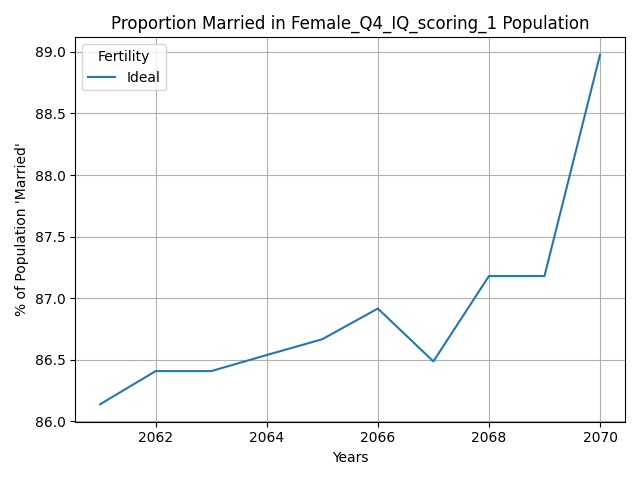 Proportion Married in Female_Q4_IQ_scoring_1 Population
Fertility
Ideal
% of Population 'Married'
89.0
88.5
88.0
87.5
87.0
86.5
86.0
2062
2064
2066
2068
2070
Years